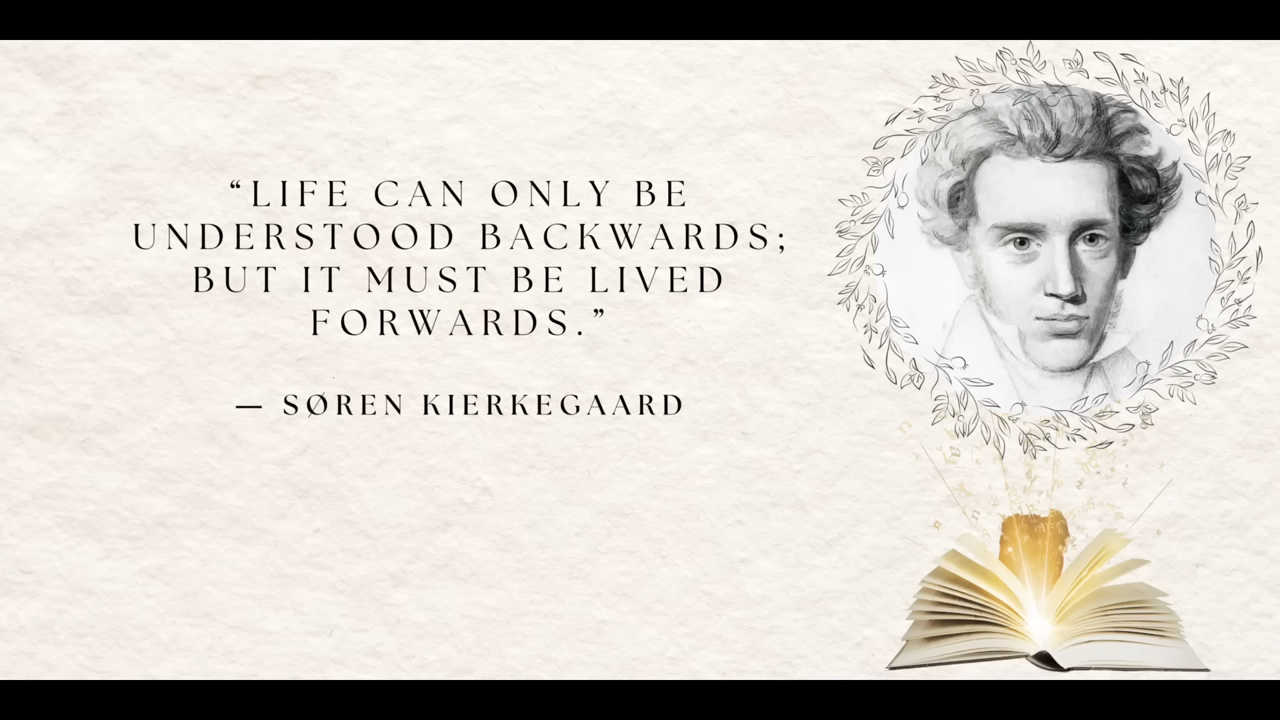 “LIFE CAN ONLY BE
UNDERSTOOD BACKWARDS;
BUT IT MUST BE LIVED
FORWARDS.”
— SØREN KIERKEGAARD